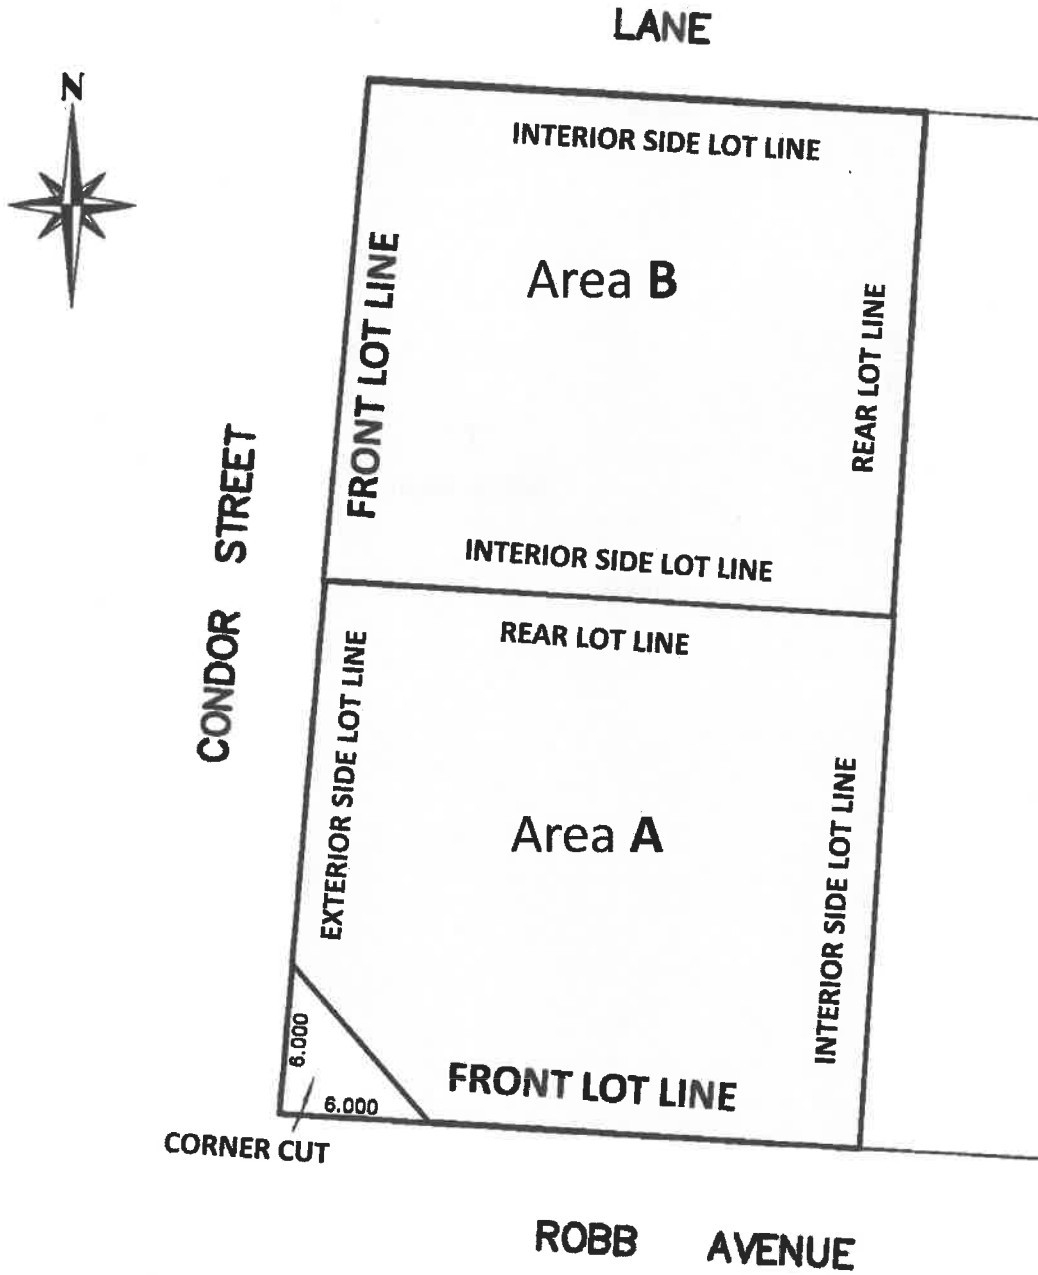 LANE
N
INTERIOR SIDE LOT LINE
Area B
FRONT LOT LINE
REAR LOT LINE
CONDOR STREET
INTERIOR SIDE LOT LINE
REAR LOT LINE
EXTERIOR SIDE LOT LINE
Area A
INTERIOR SIDE LOT LINE
6.000
6.000
FRONT LOT LINE
CORNER CUT
ROBB AVENUE